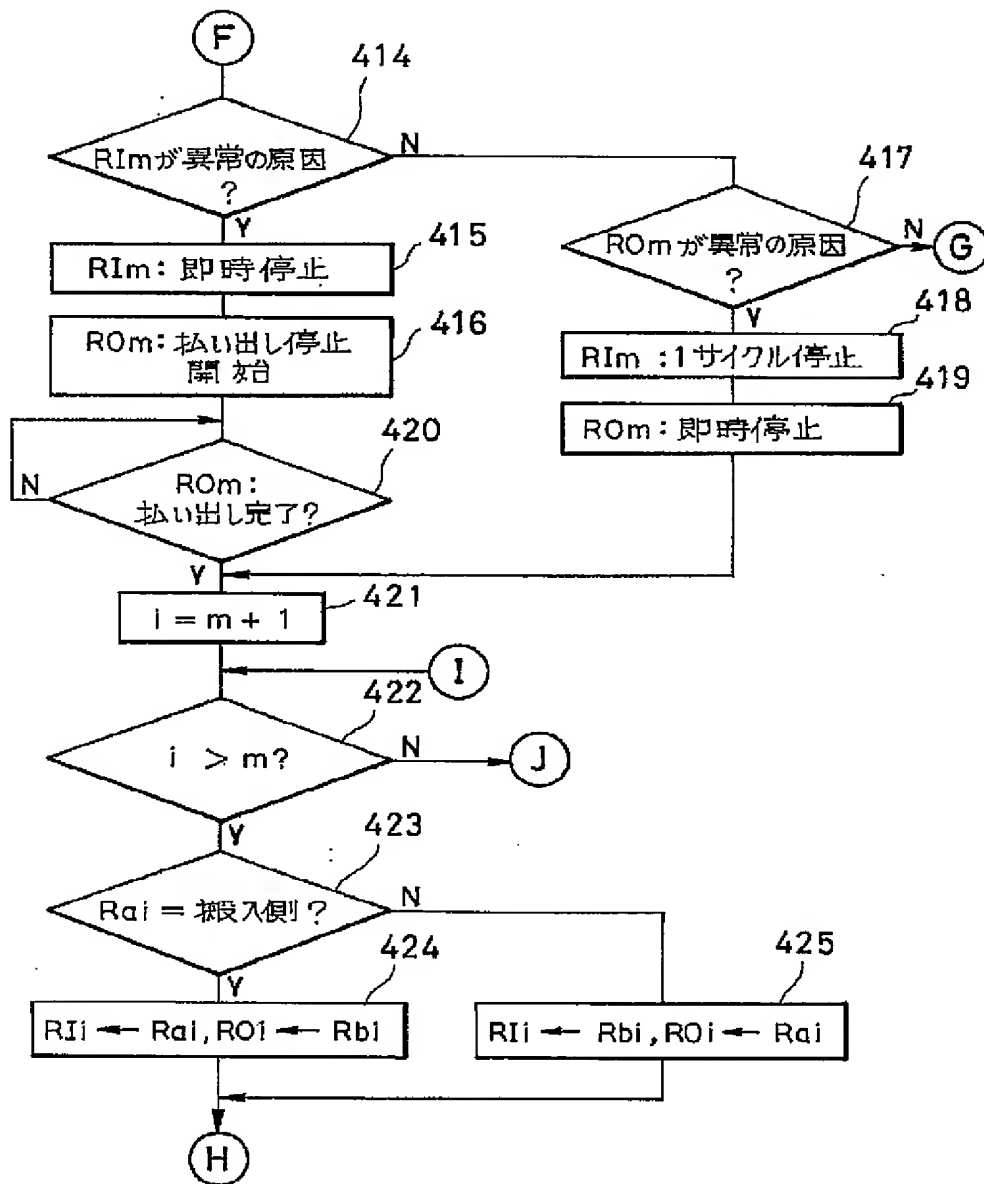 F
414
RImが異常の原因
?
N
Y
417
ROmが異常の原因
?
N
G
Y
415
RIm:即時停止
416
ROm:払い出し停止
開始
418
RIm:1サイクル停止
419
ROm:即時停止
420
ROm:
払い出し完了?
N
Y
421
i = m + 1
I
422
i > m?
N
J
Y
423
Rai=搬入側?
N
Y
424
RIi ← Rai, ROi ← Rbi
425
RIi ← Rbi, ROi ← Rai
H